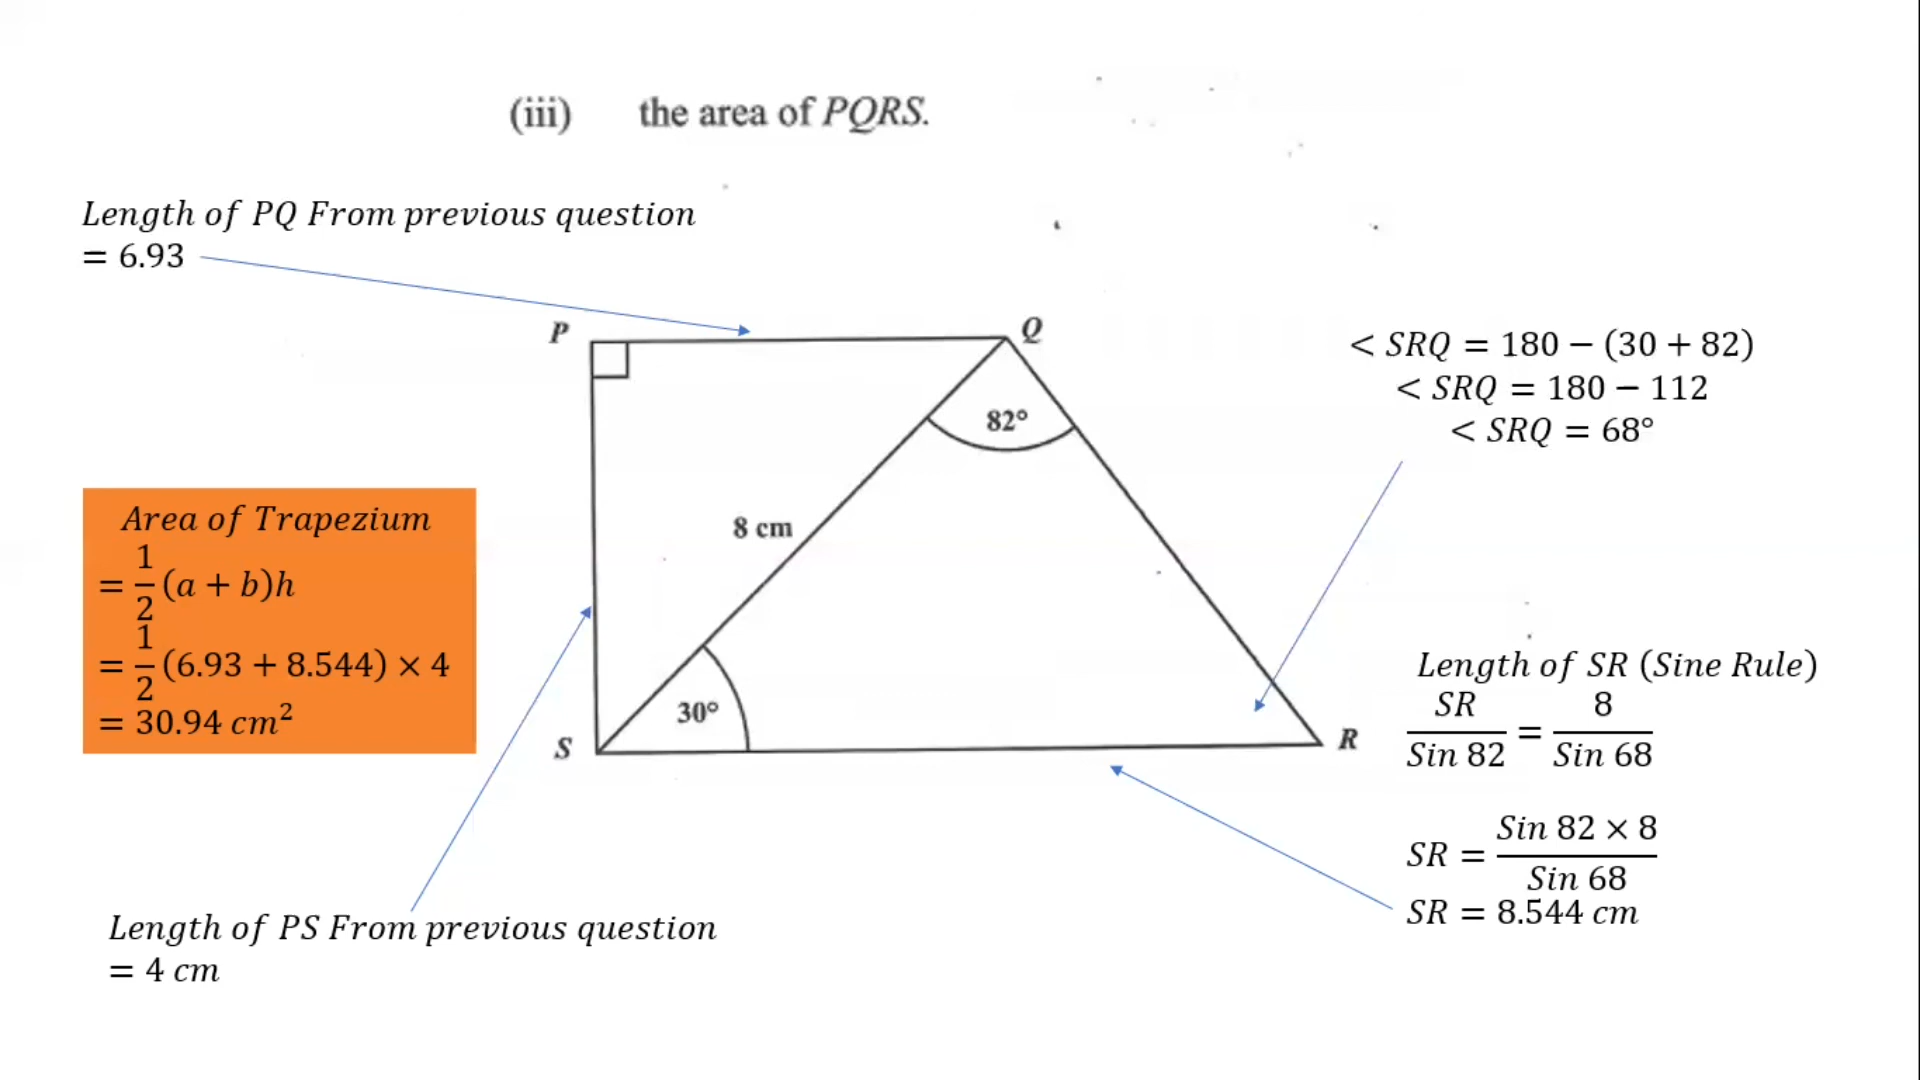 (iii) the area of PQRS.
Length of PQ From previous question
= 6.93
P
Q
82°
8 cm
30°
S
R
< SRQ = 180 − (30 + 82)
< SRQ = 180 − 112
< SRQ = 68°
Area of Trapezium
= 1/2 (a + b)h
= 1/2 (6.93 + 8.544) × 4
= 30.94 cm²
Length of SR (Sine Rule)
SR/Sin 82 = 8/Sin 68
SR = Sin 82 × 8/Sin 68
SR = 8.544 cm
Length of PS From previous question
= 4 cm